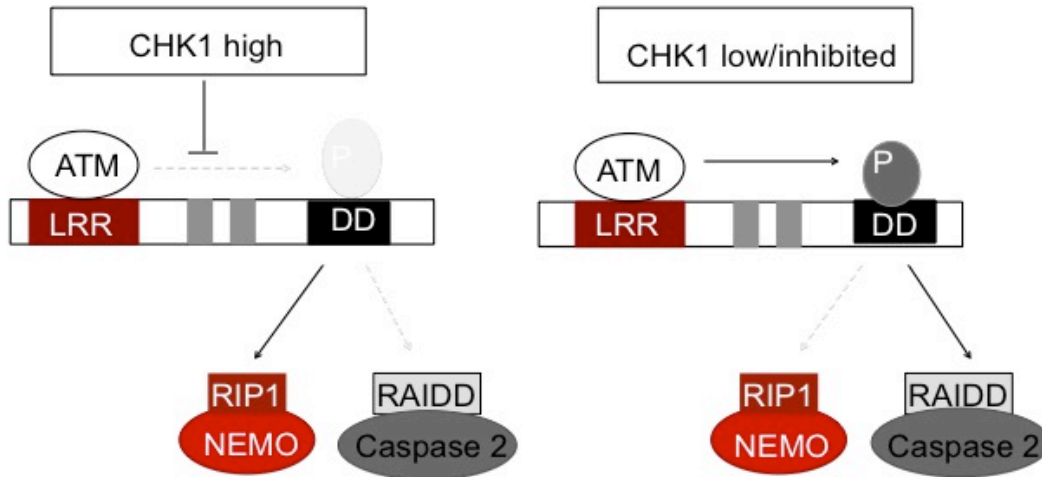 CHK1 high
ATM
P
LRR
DD
RIP1
NEMO
RAIDD
Caspase 2
CHK1 low/inhibited
ATM
P
LRR
DD
RIP1
NEMO
RAIDD
Caspase 2